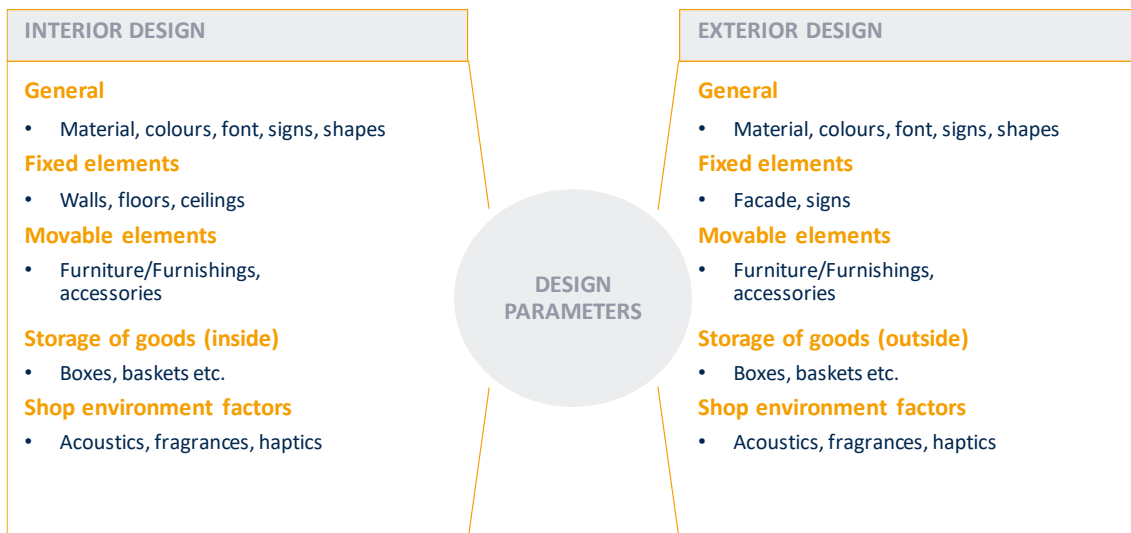 INTERIOR DESIGN
General
• Material, colours, font, signs, shapes
Fixed elements
• Walls, floors, ceilings
Movable elements
• Furniture/Furnishings,
accessories
Storage of goods (inside)
• Boxes, baskets etc.
Shop environment factors
• Acoustics, fragrances, haptics
DESIGN
PARAMETERS
EXTERIOR DESIGN
General
• Material, colours, font, signs, shapes
Fixed elements
• Facade, signs
Movable elements
• Furniture/Furnishings,
accessories
Storage of goods (outside)
• Boxes, baskets etc.
Shop environment factors
• Acoustics, fragrances, haptics